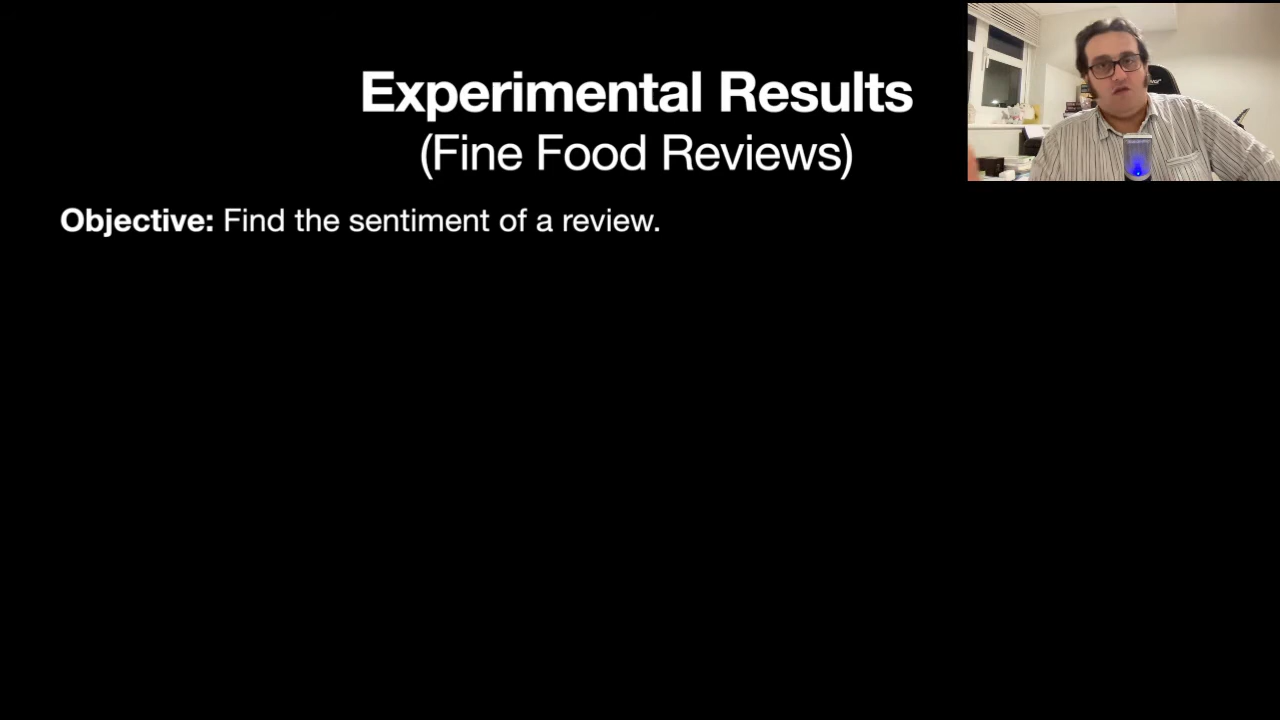 Experimental Results
(Fine Food Reviews)
Objective: Find the sentiment of a review.